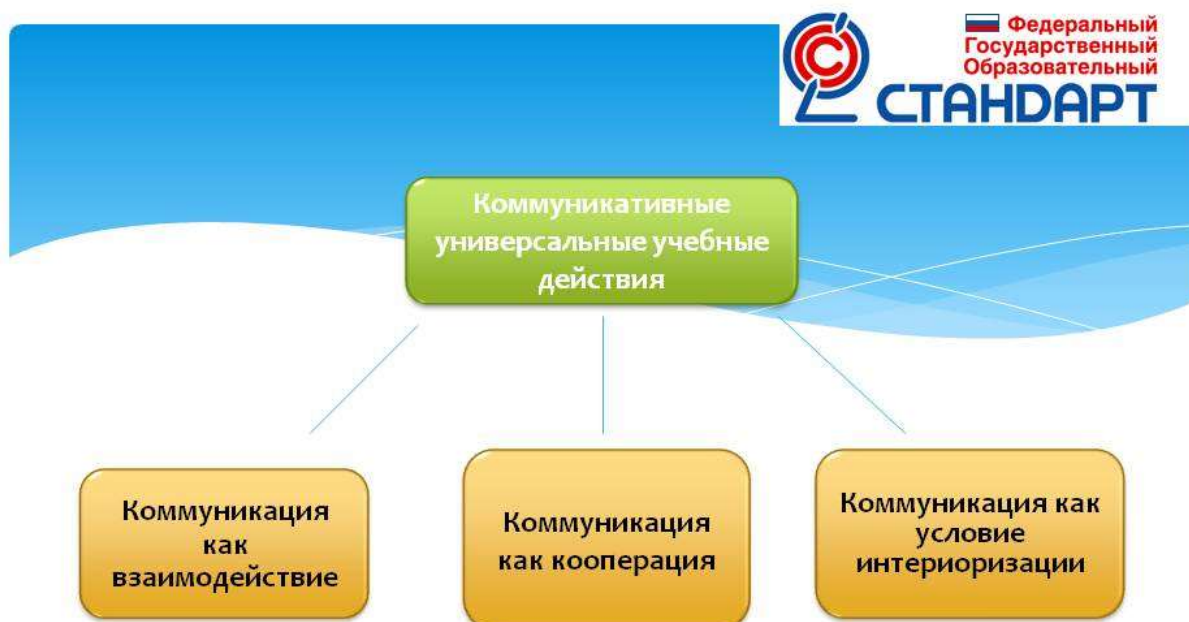 Федеральный
Государственный
Образовательный
СТАНДАРТ
Коммуникативные
универсальные учебные
действия
Коммуникация
как
взаимодействие
Коммуникация
как кооперация
Коммуникация как
условие
интериоризации